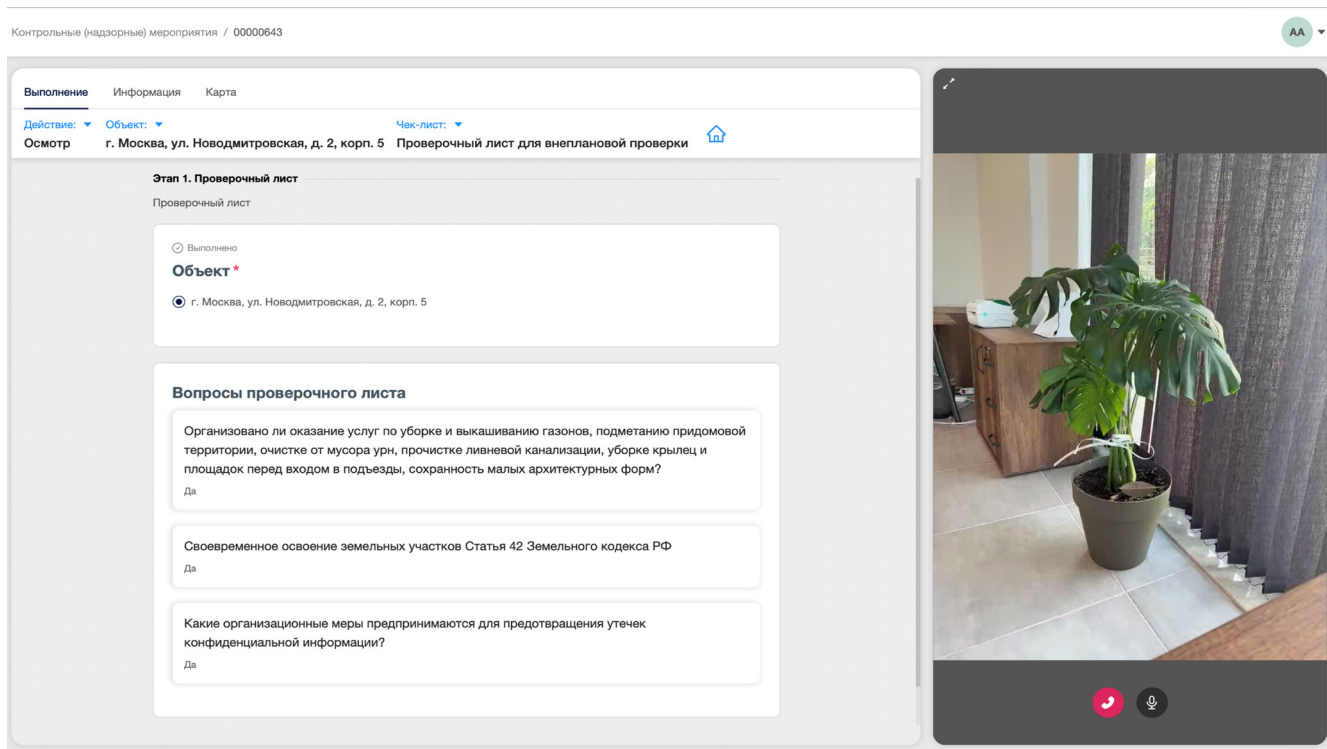 Контрольные (надзорные) мероприятия / 00000643
АА
Выполнение Информация Карта
Действие: Объект: Чек-лист:
Осмотр г. Москва, ул. Новодмитровская, д. 2, корп. 5 Проверочный лист для внеплановой проверки
Этап 1. Проверочный лист
Проверочный лист
Выполнено
Объект *
г. Москва, ул. Новодмитровская, д. 2, корп. 5
Вопросы проверочного листа
Организовано ли оказание услуг по уборке и выкашиванию газонов, подметанию придомовой
территории, очистке от мусора урн, прочистке ливневой канализации, уборке крылец и
площадок перед входом в подъезды, сохранность малых архитектурных форм?
Да
Своевременное освоение земельных участков Статья 42 Земельного кодекса РФ
Да
Какие организационные меры предпринимаются для предотвращения утечек
конфиденциальной информации?
Да